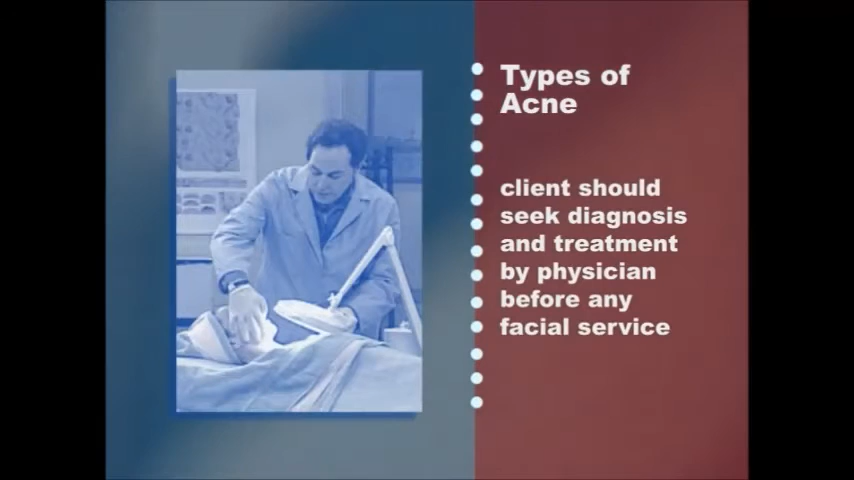 Types of
Acne
client should
seek diagnosis
and treatment
by physician
before any
facial service